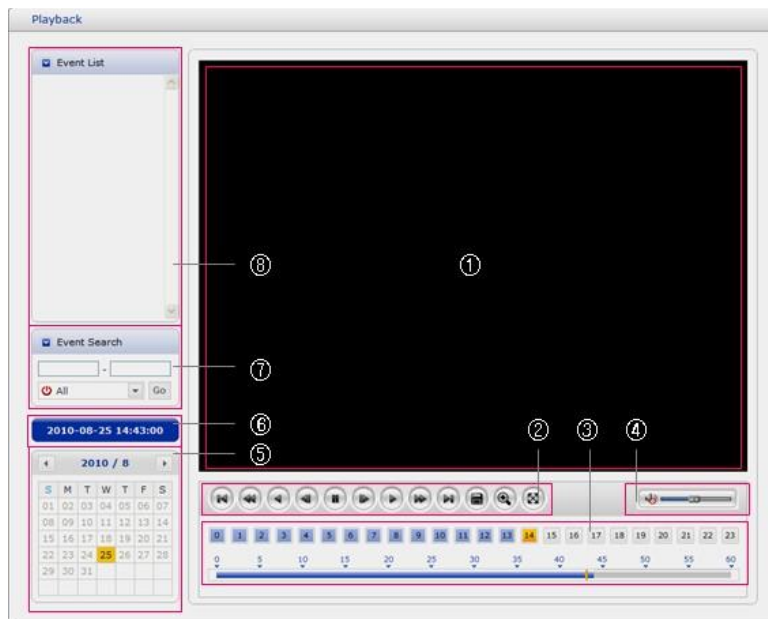 Playback
Event List
⑧
①
Event Search
-
All Go
⑦
2010-08-25 14:43:00
⑥
⑤
② ③ ④
2010 / 8
S M T W T F S
01 02 03 04 05 06 07
08 09 10 11 12 13 14
15 16 17 18 19 20 21
22 23 24 25 26 27 28
29 30 31
0 1 2 3 4 5 6 7 8 9 10 11 12 13 14 15 16 17 18 19 20 21 22 23
0 5 10 15 20 25 30 35 40 45 50 55 60